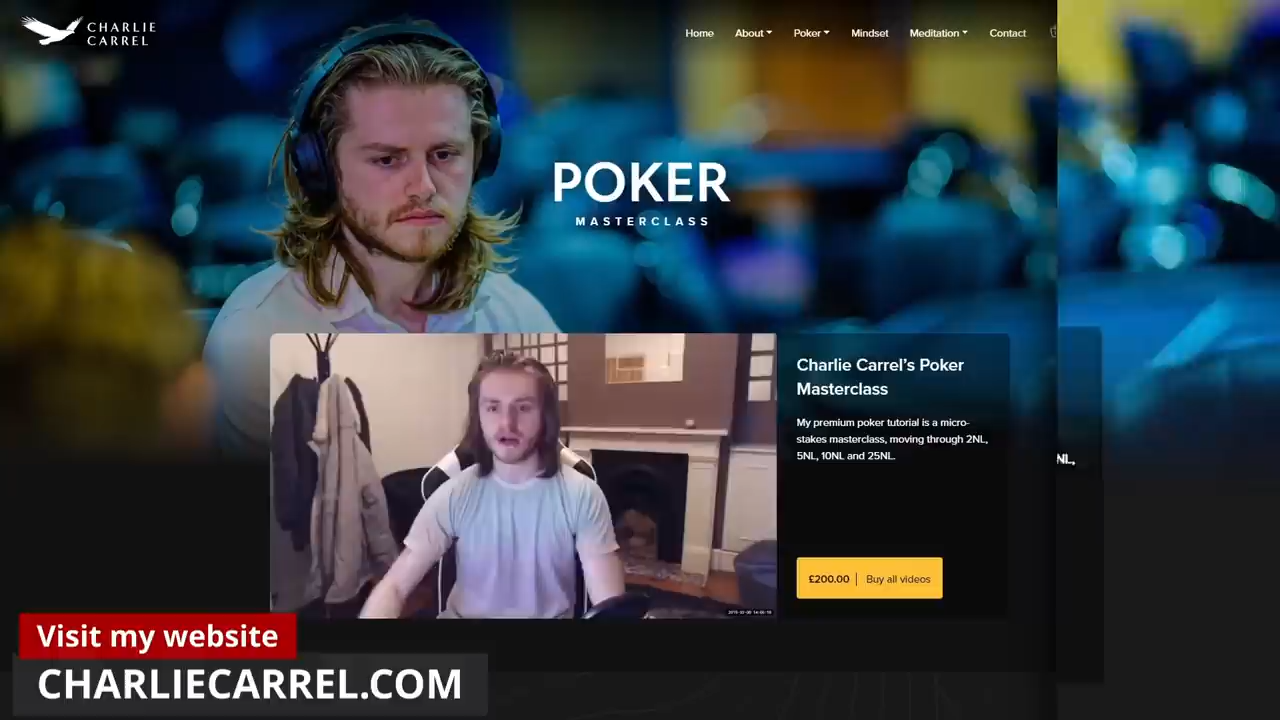 CHARLIE
CARREL
Home About Poker Mindset Meditation Contact
POKER
MASTERCLASS
Charlie Carrel's Poker
Masterclass
My premium poker tutorial is a micro-
stakes masterclass, moving through 2NL,
5NL, 10NL and 25NL.
NL,
£200.00 | Buy all videos
Visit my website
CHARLIECARREL.COM